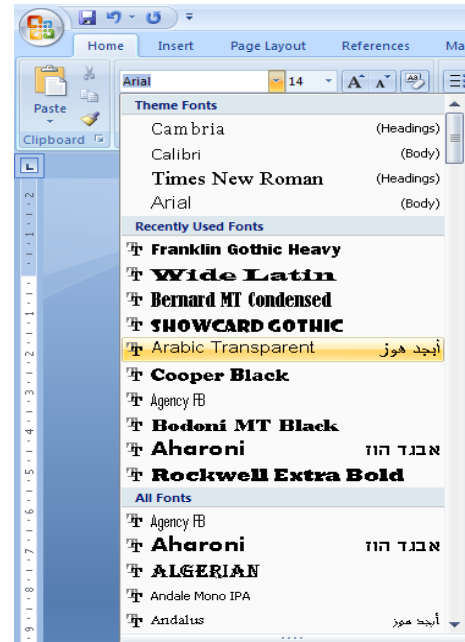 Home Insert Page Layout References Ma
Paste
Clipboard
Arial 14 A A Aa
Theme Fonts
Cambria (Headings)
Calibri (Body)
Times New Roman (Headings)
Arial (Body)
Recently Used Fonts
Franklin Gothic Heavy
Wide Latin
Bernard MT Condensed
SHOWCARD GOTHIC
Arabic Transparent أبجد هوز
Cooper Black
Agency FB
Bodoni MT Black
Aharoni אבגד הוז
Rockwell Extra Bold
All Fonts
Agency FB
Aharoni אבגד הוז
ALGERIAN
Andale Mono IPA
Andalus أبجد هوز